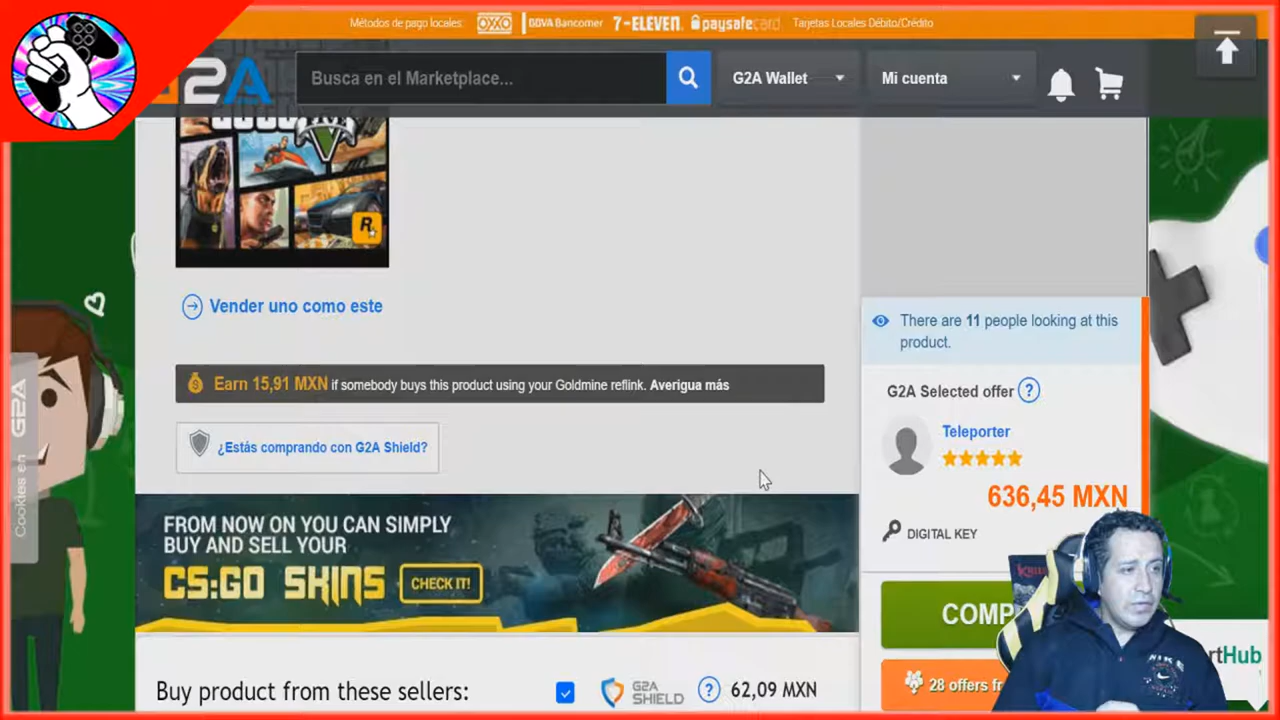 Métodos de pago locales: OXXO BBVA Bancomer 7-ELEVEN. paysafecard Tarjetas Locales Débito/Crédito
G2A Busca en el Marketplace... G2A Wallet Mi cuenta
V
R
Vender uno como este
There are 11 people looking at this
product.
Earn 15,91 MXN if somebody buys this product using your Goldmine reflink. Averigua más
G2A Selected offer ?
Teleporter
¿Estás comprando con G2A Shield?
636,45 MXN
DIGITAL KEY
Cookies en G2A
FROM NOW ON YOU CAN SIMPLY
BUY AND SELL YOUR
CS:GO SKINS CHECK IT!
COMP
NIKE
rtHub
Buy product from these sellers: G2A SHIELD ? 62,09 MXN
28 offers fr